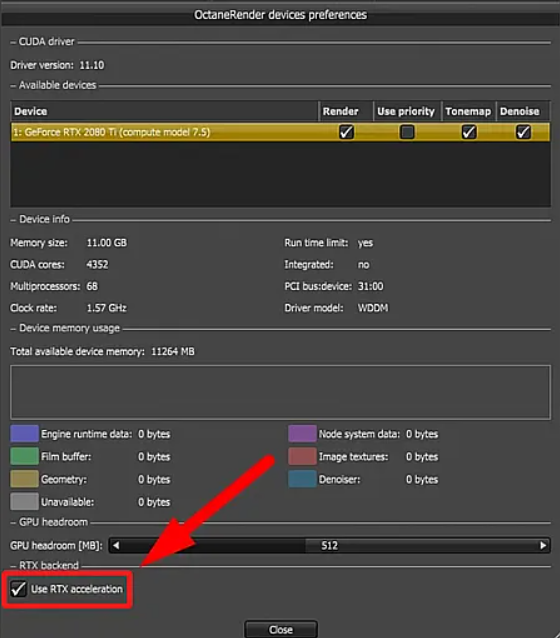 OctaneRender devices preferences
CUDA driver
Driver version: 11.10
Available devices
Device Render Use priority Tonemap Denoise
1: GeForce RTX 2080 Ti (compute model 7.5)
Device info
Memory size: 11.00 GB Run time limit: yes
CUDA cores: 4352 Integrated: no
Multiprocessors: 68 PCI bus:device: 31:00
Clock rate: 1.57 GHz Driver model: WDDM
Device memory usage
Total available device memory: 11264 MB
Engine runtime data: 0 bytes Node system data: 0 bytes
Film buffer: 0 bytes Image textures: 0 bytes
Geometry: 0 bytes Denoiser: 0 bytes
Unavailable: 0 bytes
GPU headroom
GPU headroom [MB]: 512
RTX backend
Use RTX acceleration
Close